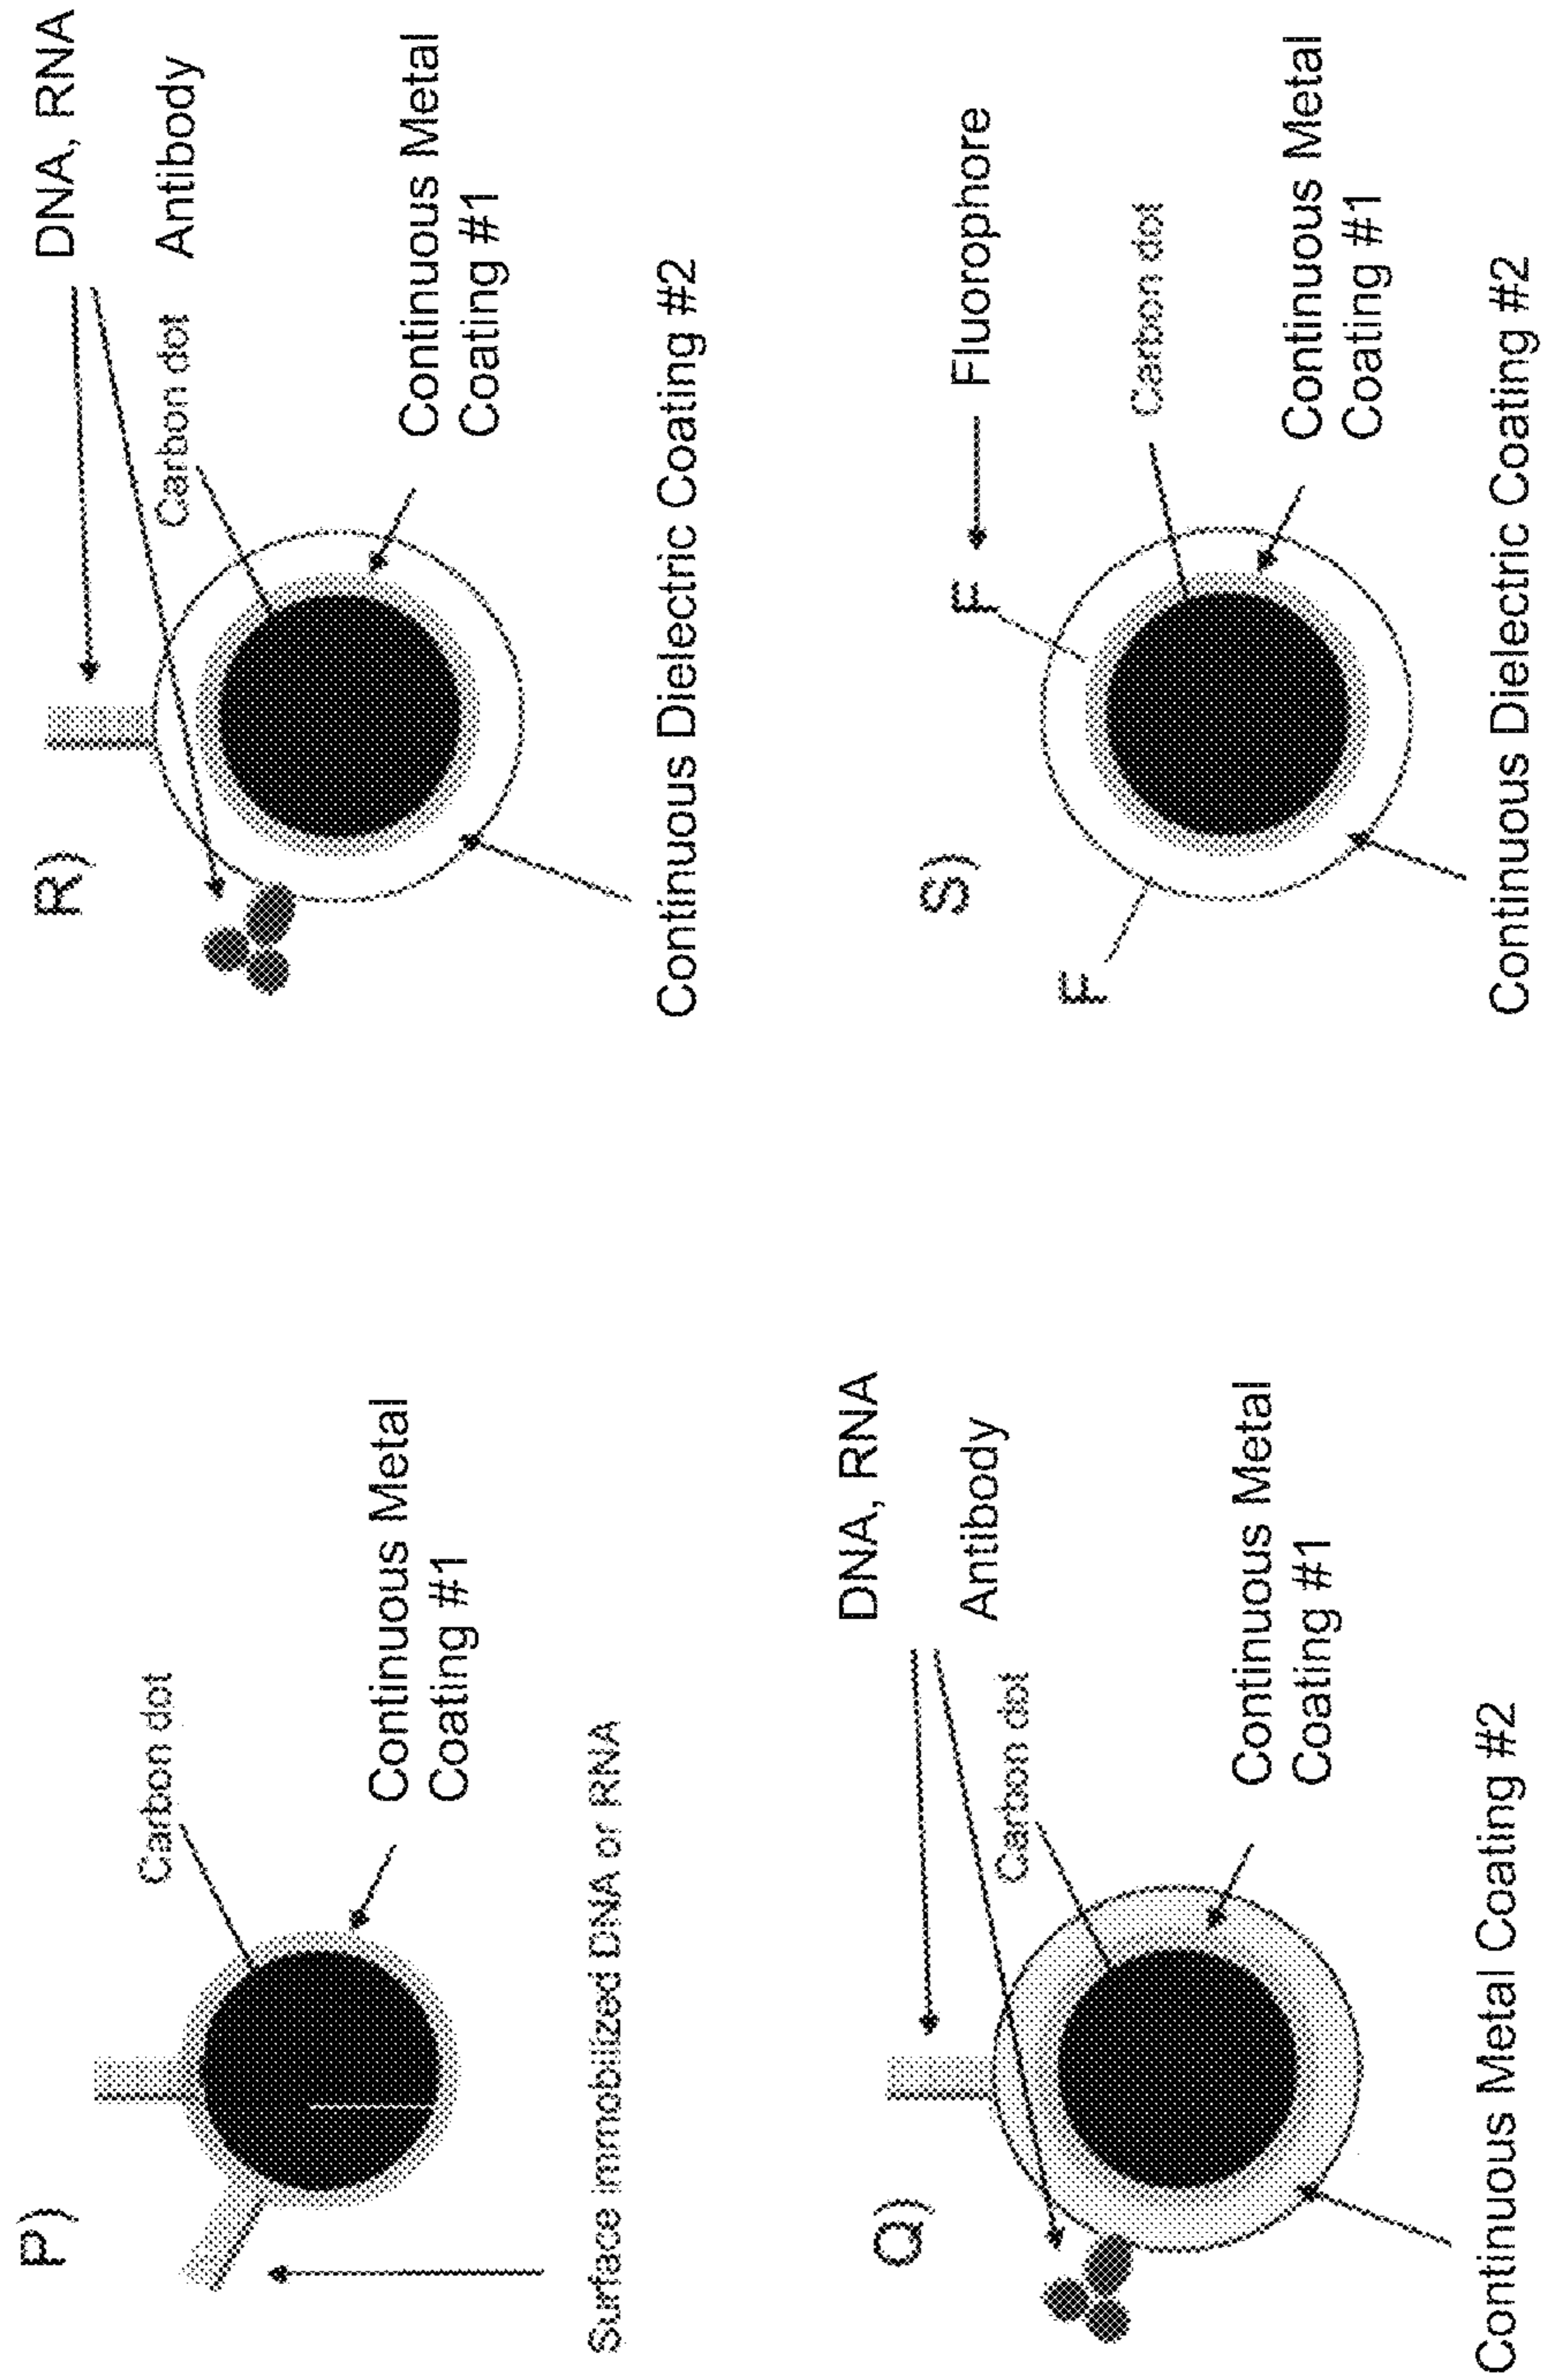 P)
Carbon dot
Continuous Metal
Coating #1
Surface immobilized DNA or RNA
Q)
DNA, RNA
Antibody
Carbon dot
Continuous Metal
Coating #1
Continuous Metal Coating #2
R)
DNA, RNA
Antibody
Carbon dot
Continuous Metal
Coating #1
Continuous Dielectric Coating #2
S)
F
Fluorophore
F
Carbon dot
Continuous Metal
Coating #1
Continuous Dielectric Coating #2